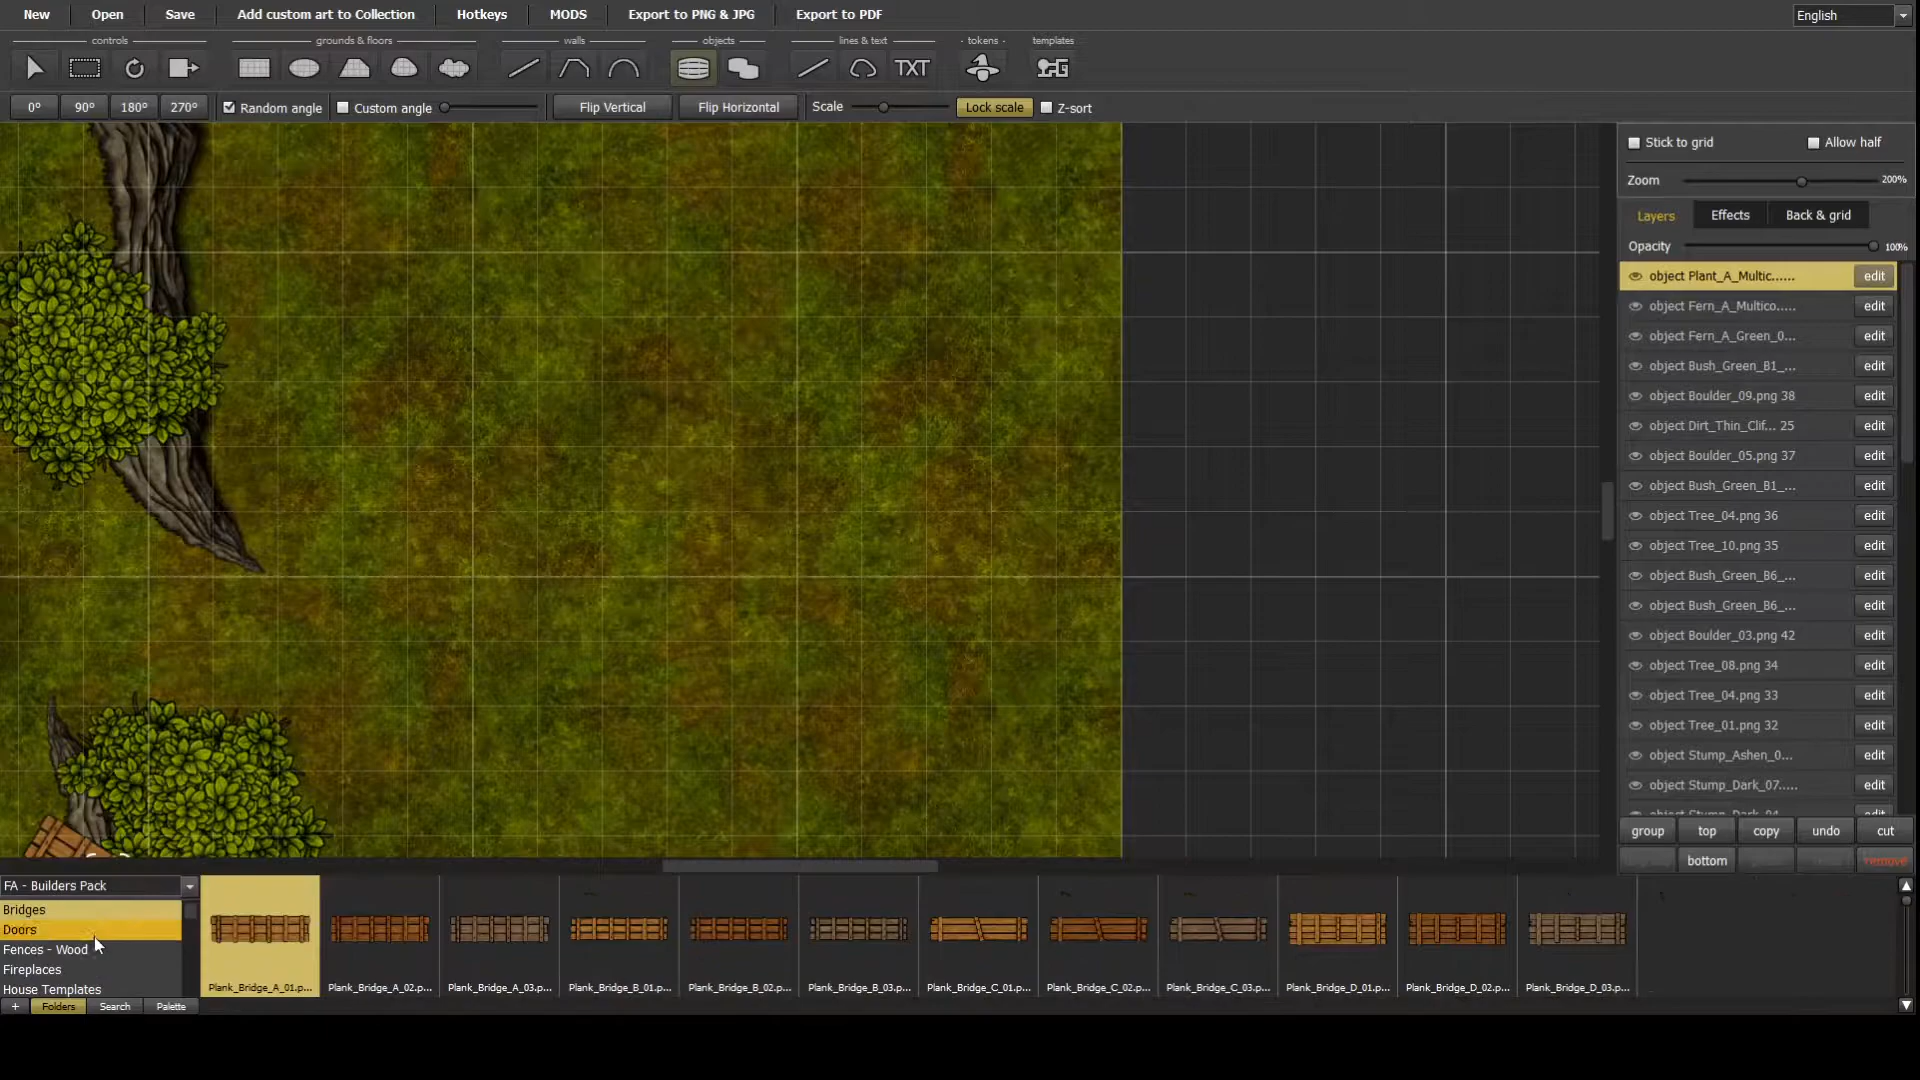 New Open Save Add custom art to Collection Hotkeys MODS Export to PNG & JPG Export to PDF English
controls grounds & floors walls objects lines & text - tokens - templates
TXT
0° 90° 180° 270° Random angle Custom angle Flip Vertical Flip Horizontal Scale Lock scale Z-sort
Stick to grid Allow half
Zoom 200%
Layers Effects Back & grid
Opacity 100%
object Plant_A_Multic...... edit
object Fern_A_Multico..... edit
object Fern_A_Green_0... edit
object Bush_Green_B1_... edit
object Boulder_09.png 38 edit
object Dirt_Thin_Clif... 25 edit
object Boulder_05.png 37 edit
object Bush_Green_B1_... edit
object Tree_04.png 36 edit
object Tree_10.png 35 edit
object Bush_Green_B6_... edit
object Bush_Green_B6_... edit
object Boulder_03.png 42 edit
object Tree_08.png 34 edit
object Tree_04.png 33 edit
object Tree_01.png 32 edit
object Stump_Ashen_0... edit
object Stump_Dark_07..... edit
object Stump_Dark_04 edit
group top copy undo cut
bottom remove
FA - Builders Pack
Bridges
Doors
Fences - Wood
Fireplaces
House Templates
Plank_Bridge_A_01.p... Plank_Bridge_A_02.p... Plank_Bridge_A_03.p... Plank_Bridge_B_01.p... Plank_Bridge_B_02.p... Plank_Bridge_B_03.p... Plank_Bridge_C_01.p... Plank_Bridge_C_02.p... Plank_Bridge_C_03.p... Plank_Bridge_D_01.p... Plank_Bridge_D_02.p... Plank_Bridge_D_03.p...
+ Folders Search Palette